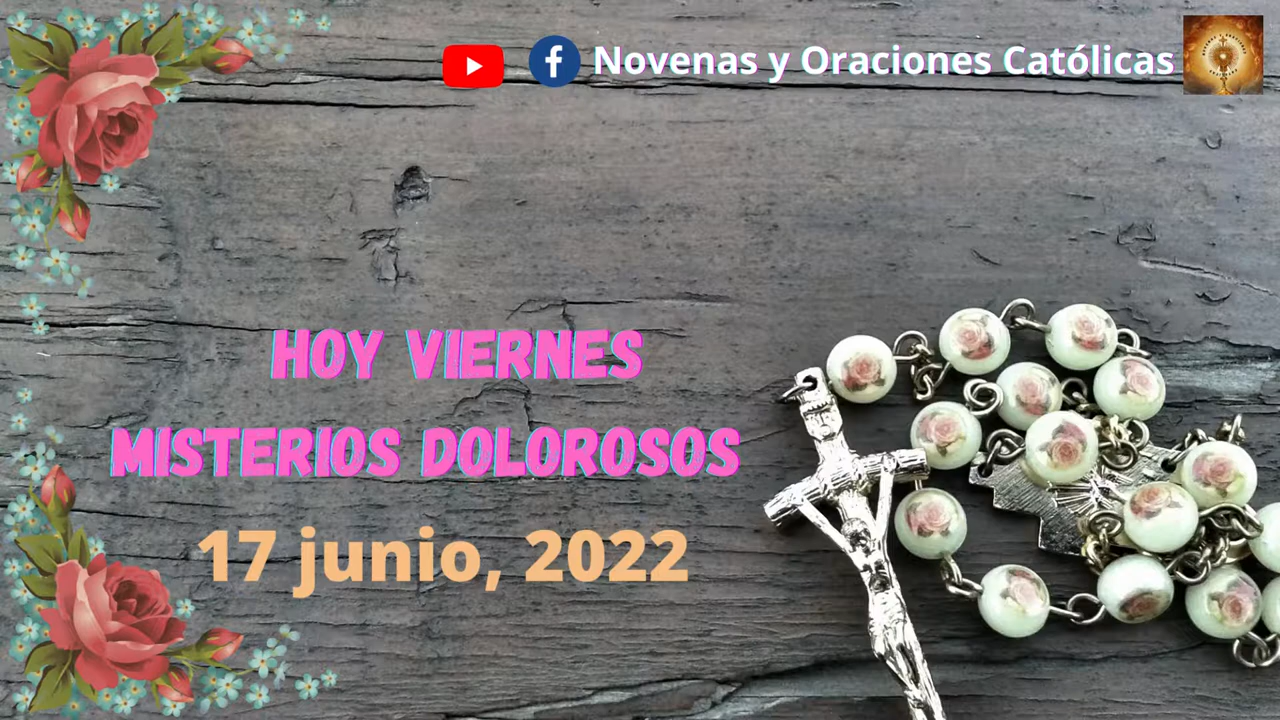 Novenas y Oraciones Católicas
HOY VIERNES
MISTERIOS DOLOROSOS
17 junio, 2022